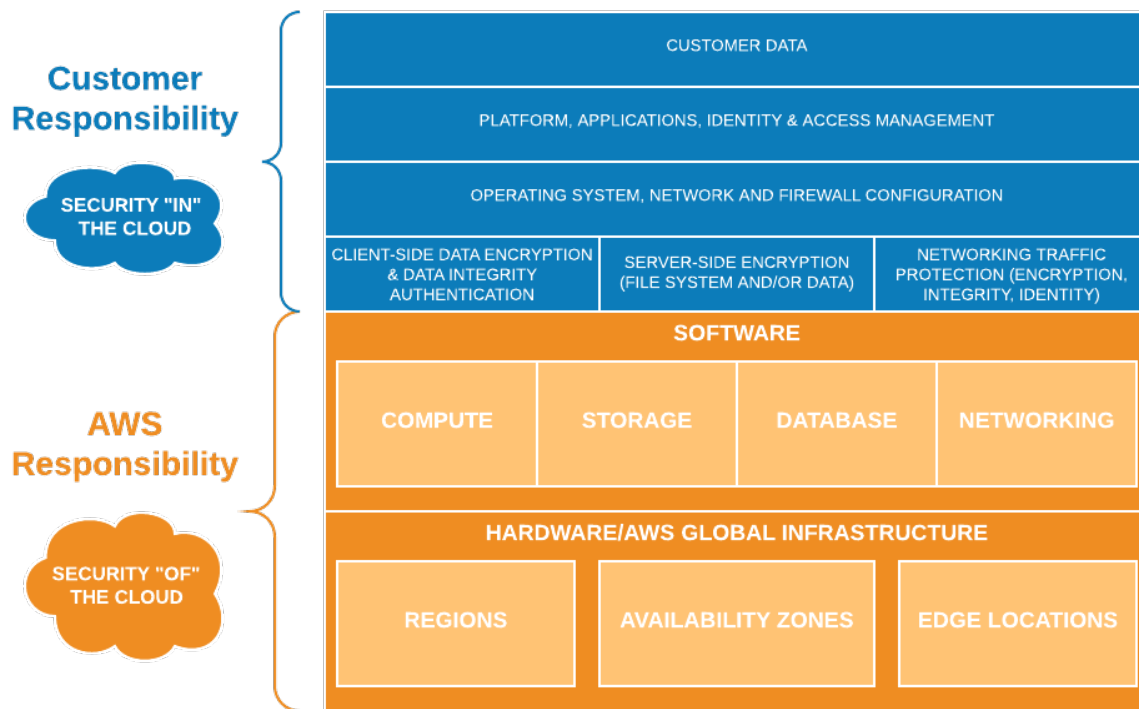 Customer
Responsibility
SECURITY "IN"
THE CLOUD
CUSTOMER DATA
PLATFORM, APPLICATIONS, IDENTITY & ACCESS MANAGEMENT
OPERATING SYSTEM, NETWORK AND FIREWALL CONFIGURATION
CLIENT-SIDE DATA ENCRYPTION
& DATA INTEGRITY
AUTHENTICATION
SERVER-SIDE ENCRYPTION
(FILE SYSTEM AND/OR DATA)
NETWORKING TRAFFIC
PROTECTION (ENCRYPTION,
INTEGRITY, IDENTITY)
AWS
Responsibility
SECURITY "OF"
THE CLOUD
SOFTWARE
COMPUTE
STORAGE
DATABASE
NETWORKING
HARDWARE/AWS GLOBAL INFRASTRUCTURE
REGIONS
AVAILABILITY ZONES
EDGE LOCATIONS